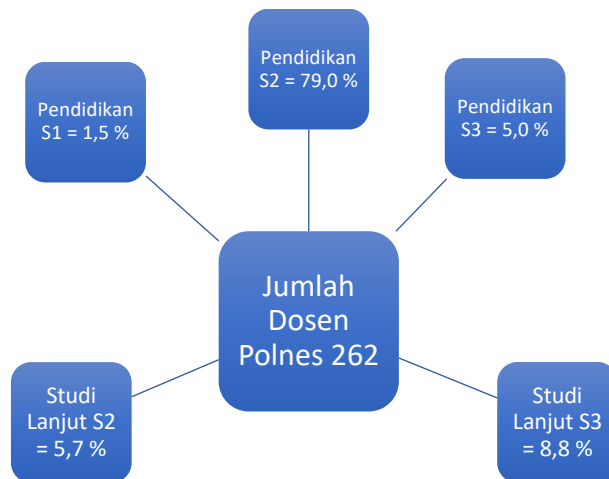 Pendidikan
S2 = 79,0 %
Pendidikan
S1 = 1,5 %
Pendidikan
S3 = 5,0 %
Jumlah
Dosen
Polnes 262
Studi
Lanjut S2
= 5,7 %
Studi
Lanjut S3
= 8,8 %